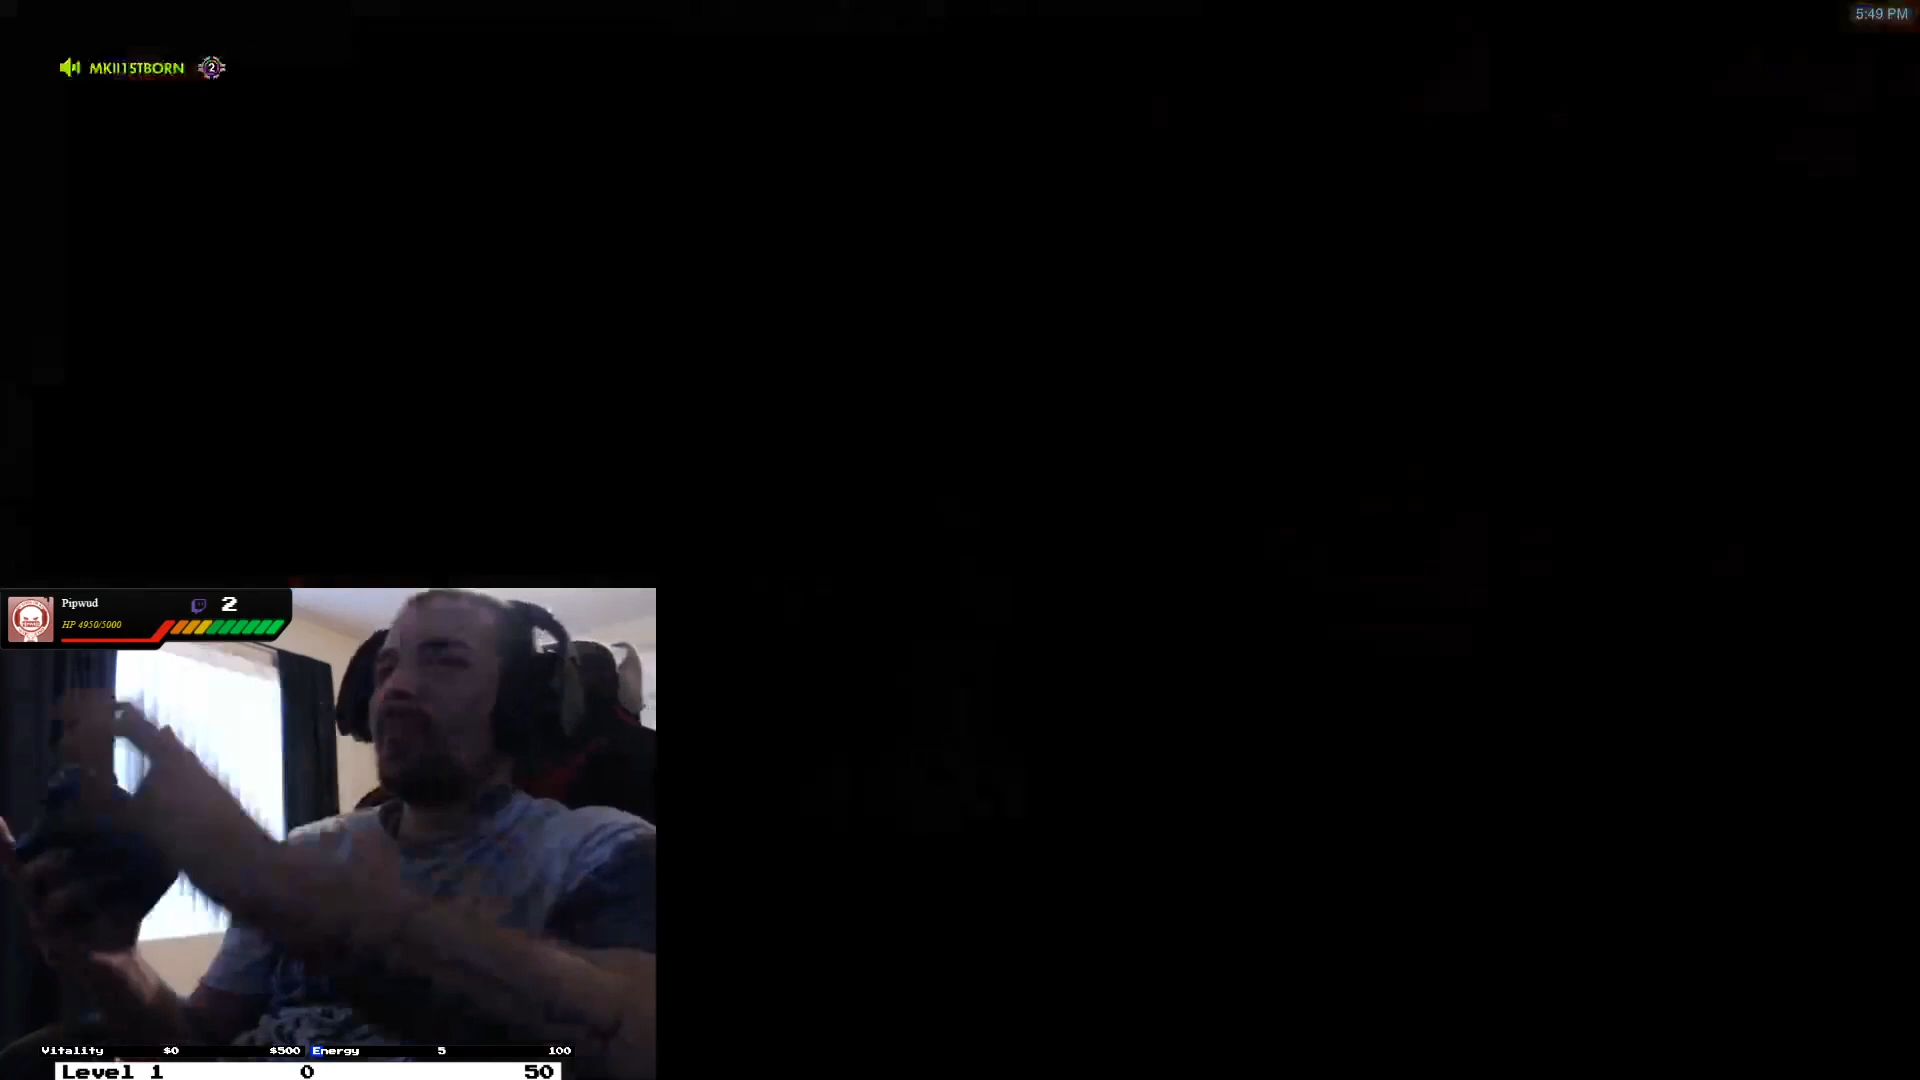 5:49 PM
MKII15TBORN 2
Pipwud 2
HP 4950/5000
Vitality $0 $500 Energy 5 100
Level 1 0 50